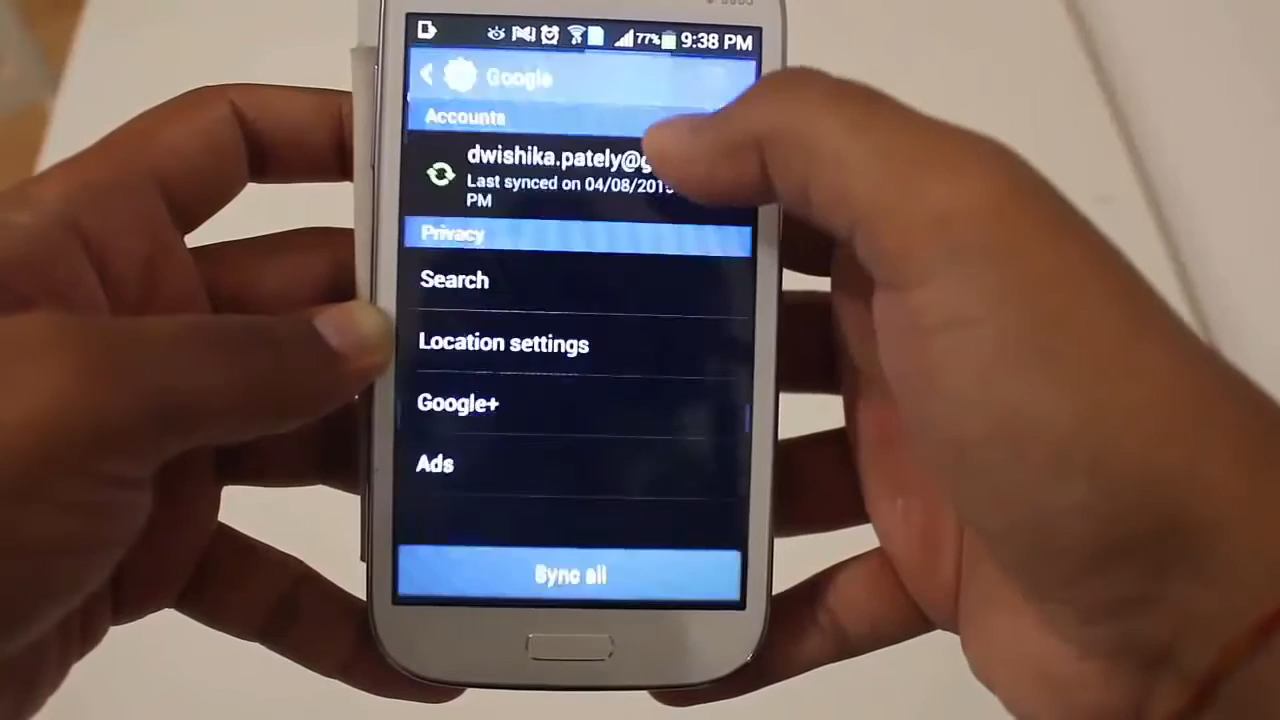 77% 9:38 PM
Google
Accounts
dwishika.pately@g
Last synced on 04/08/201
PM
Privacy
Search
Location settings
Google+
Ads
Sync all